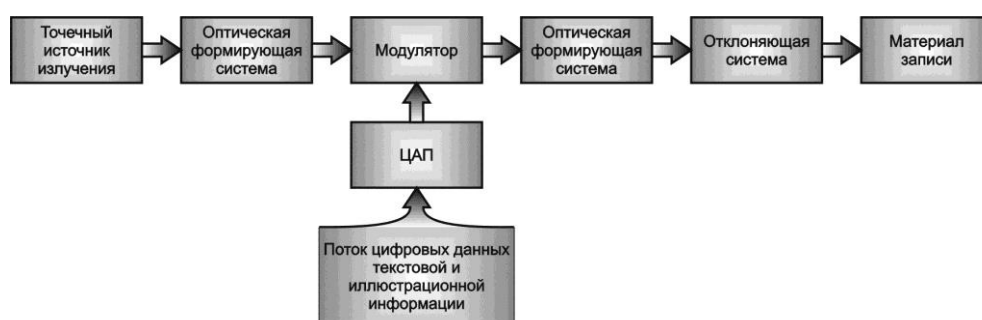 Точечный
источник
излучения
Оптическая
формирующая
система
Модулятор
Оптическая
формирующая
система
Отклоняющая
система
Материал
записи
ЦАП
Поток цифровых данных
текстовой и
иллюстрационной
информации